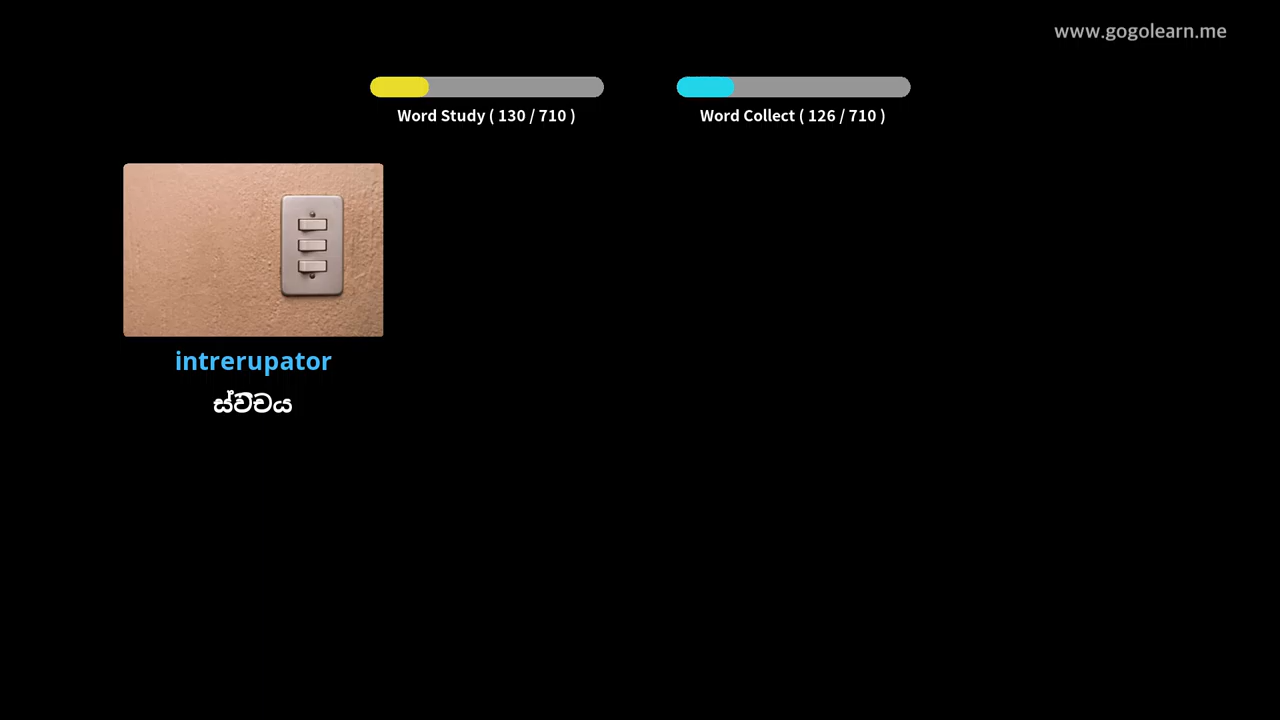 www.gogolearn.me
Word Study ( 130 / 710 )
Word Collect ( 126 / 710 )
intrerupator
ස්විචය